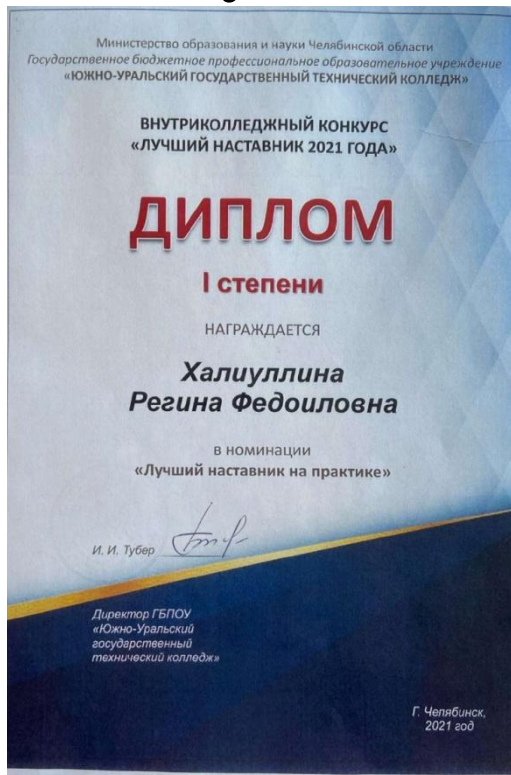 Министерство образования и науки Челябинской области
Государственное бюджетное профессиональное образовательное учреждение
«ЮЖНО-УРАЛЬСКИЙ ГОСУДАРСТВЕННЫЙ ТЕХНИЧЕСКИЙ КОЛЛЕДЖ»
ВНУТРИКОЛЛЕДЖНЫЙ КОНКУРС
«ЛУЧШИЙ НАСТАВНИК 2021 ГОДА»
ДИПЛОМ
I степени
НАГРАЖДАЕТСЯ
Халиуллина
Регина Федоиловна
в номинации
«Лучший наставник на практике»
И. И. Тубер
Директор ГБПОУ
«Южно-Уральский
государственный
технический колледж»
Г. Челябинск,
2021 год